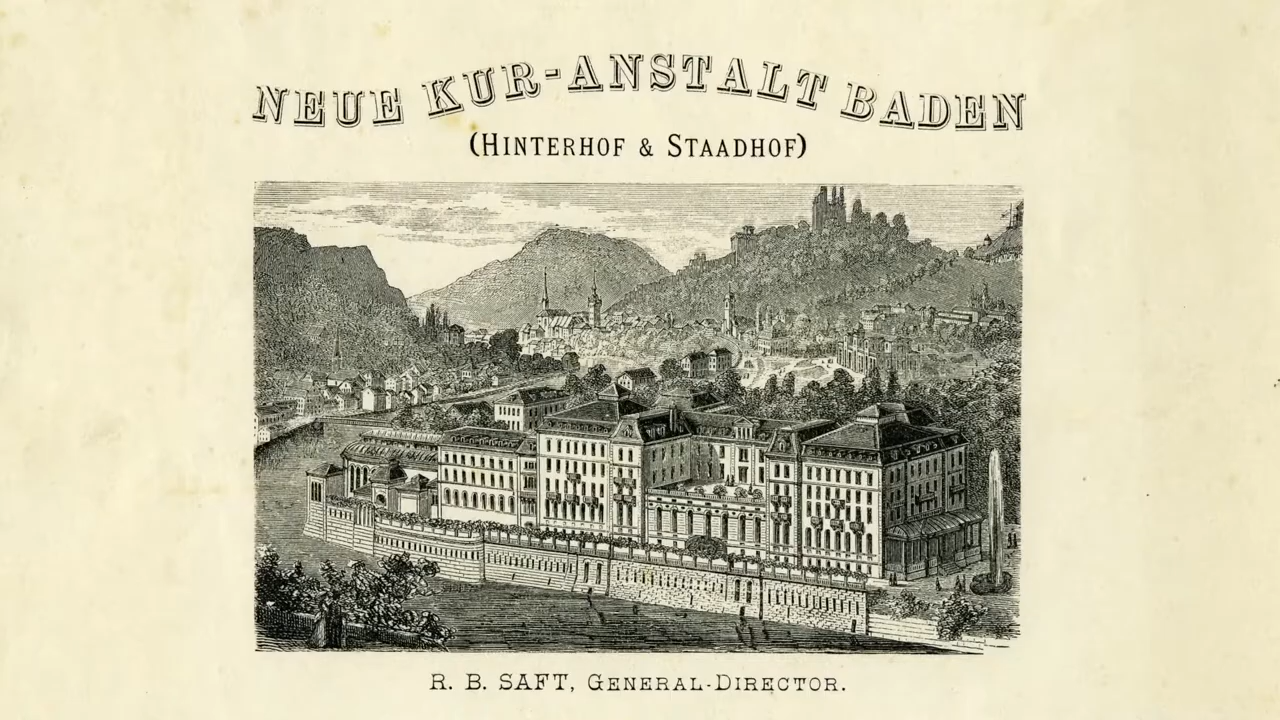 NEUE KUR-ANSTALT BADEN
(HINTERHOF & STAADHOF)
R. B. SAFT, GENERAL-DIRECTOR.